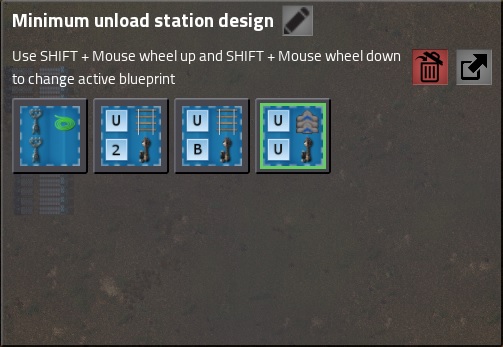 Minimum unload station design
Use SHIFT + Mouse wheel up and SHIFT + Mouse wheel down
to change active blueprint
U U U
2 B U